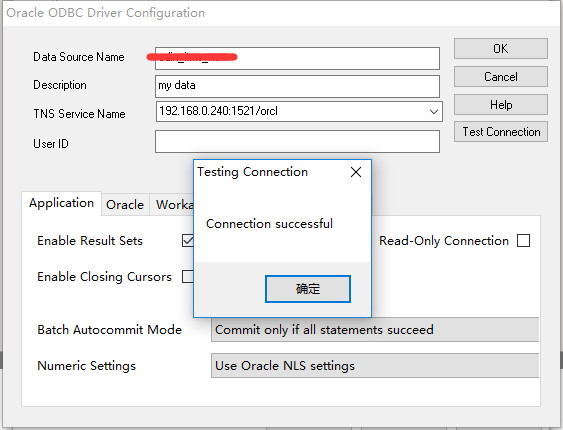 Oracle ODBC Driver Configuration
Data Source Name
OK
Description
my data
Cancel
TNS Service Name
192.168.0.240:1521/orcl
Help
User ID
Test Connection
Testing Connection
Connection successful
确定
Application
Oracle
Worka
Enable Result Sets
Read-Only Connection
Enable Closing Cursors
Batch Autocommit Mode
Commit only if all statements succeed
Numeric Settings
Use Oracle NLS settings